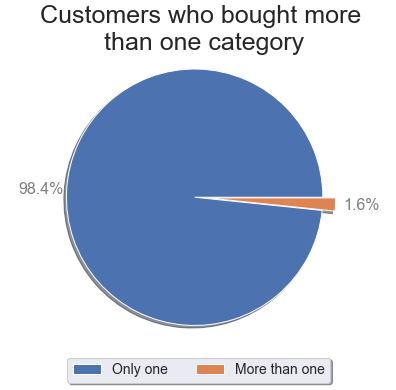 Customers who bought more
than one category
98.4%
1.6%
Only one
More than one